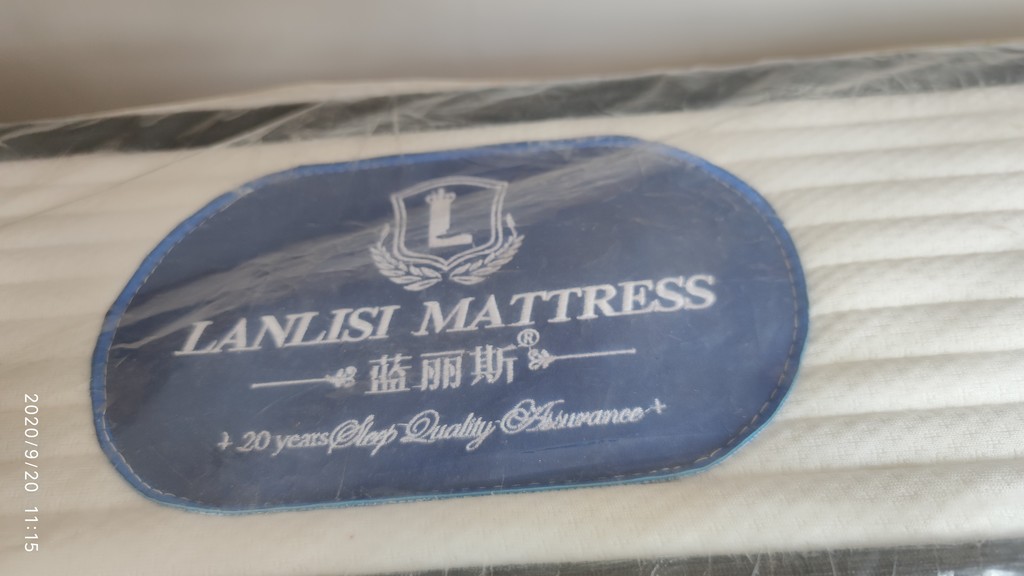 L
LANLISI MATTRESS
蓝丽斯®
+ 20 years Sleep Quality Assurance +
2020/9/20 11:15